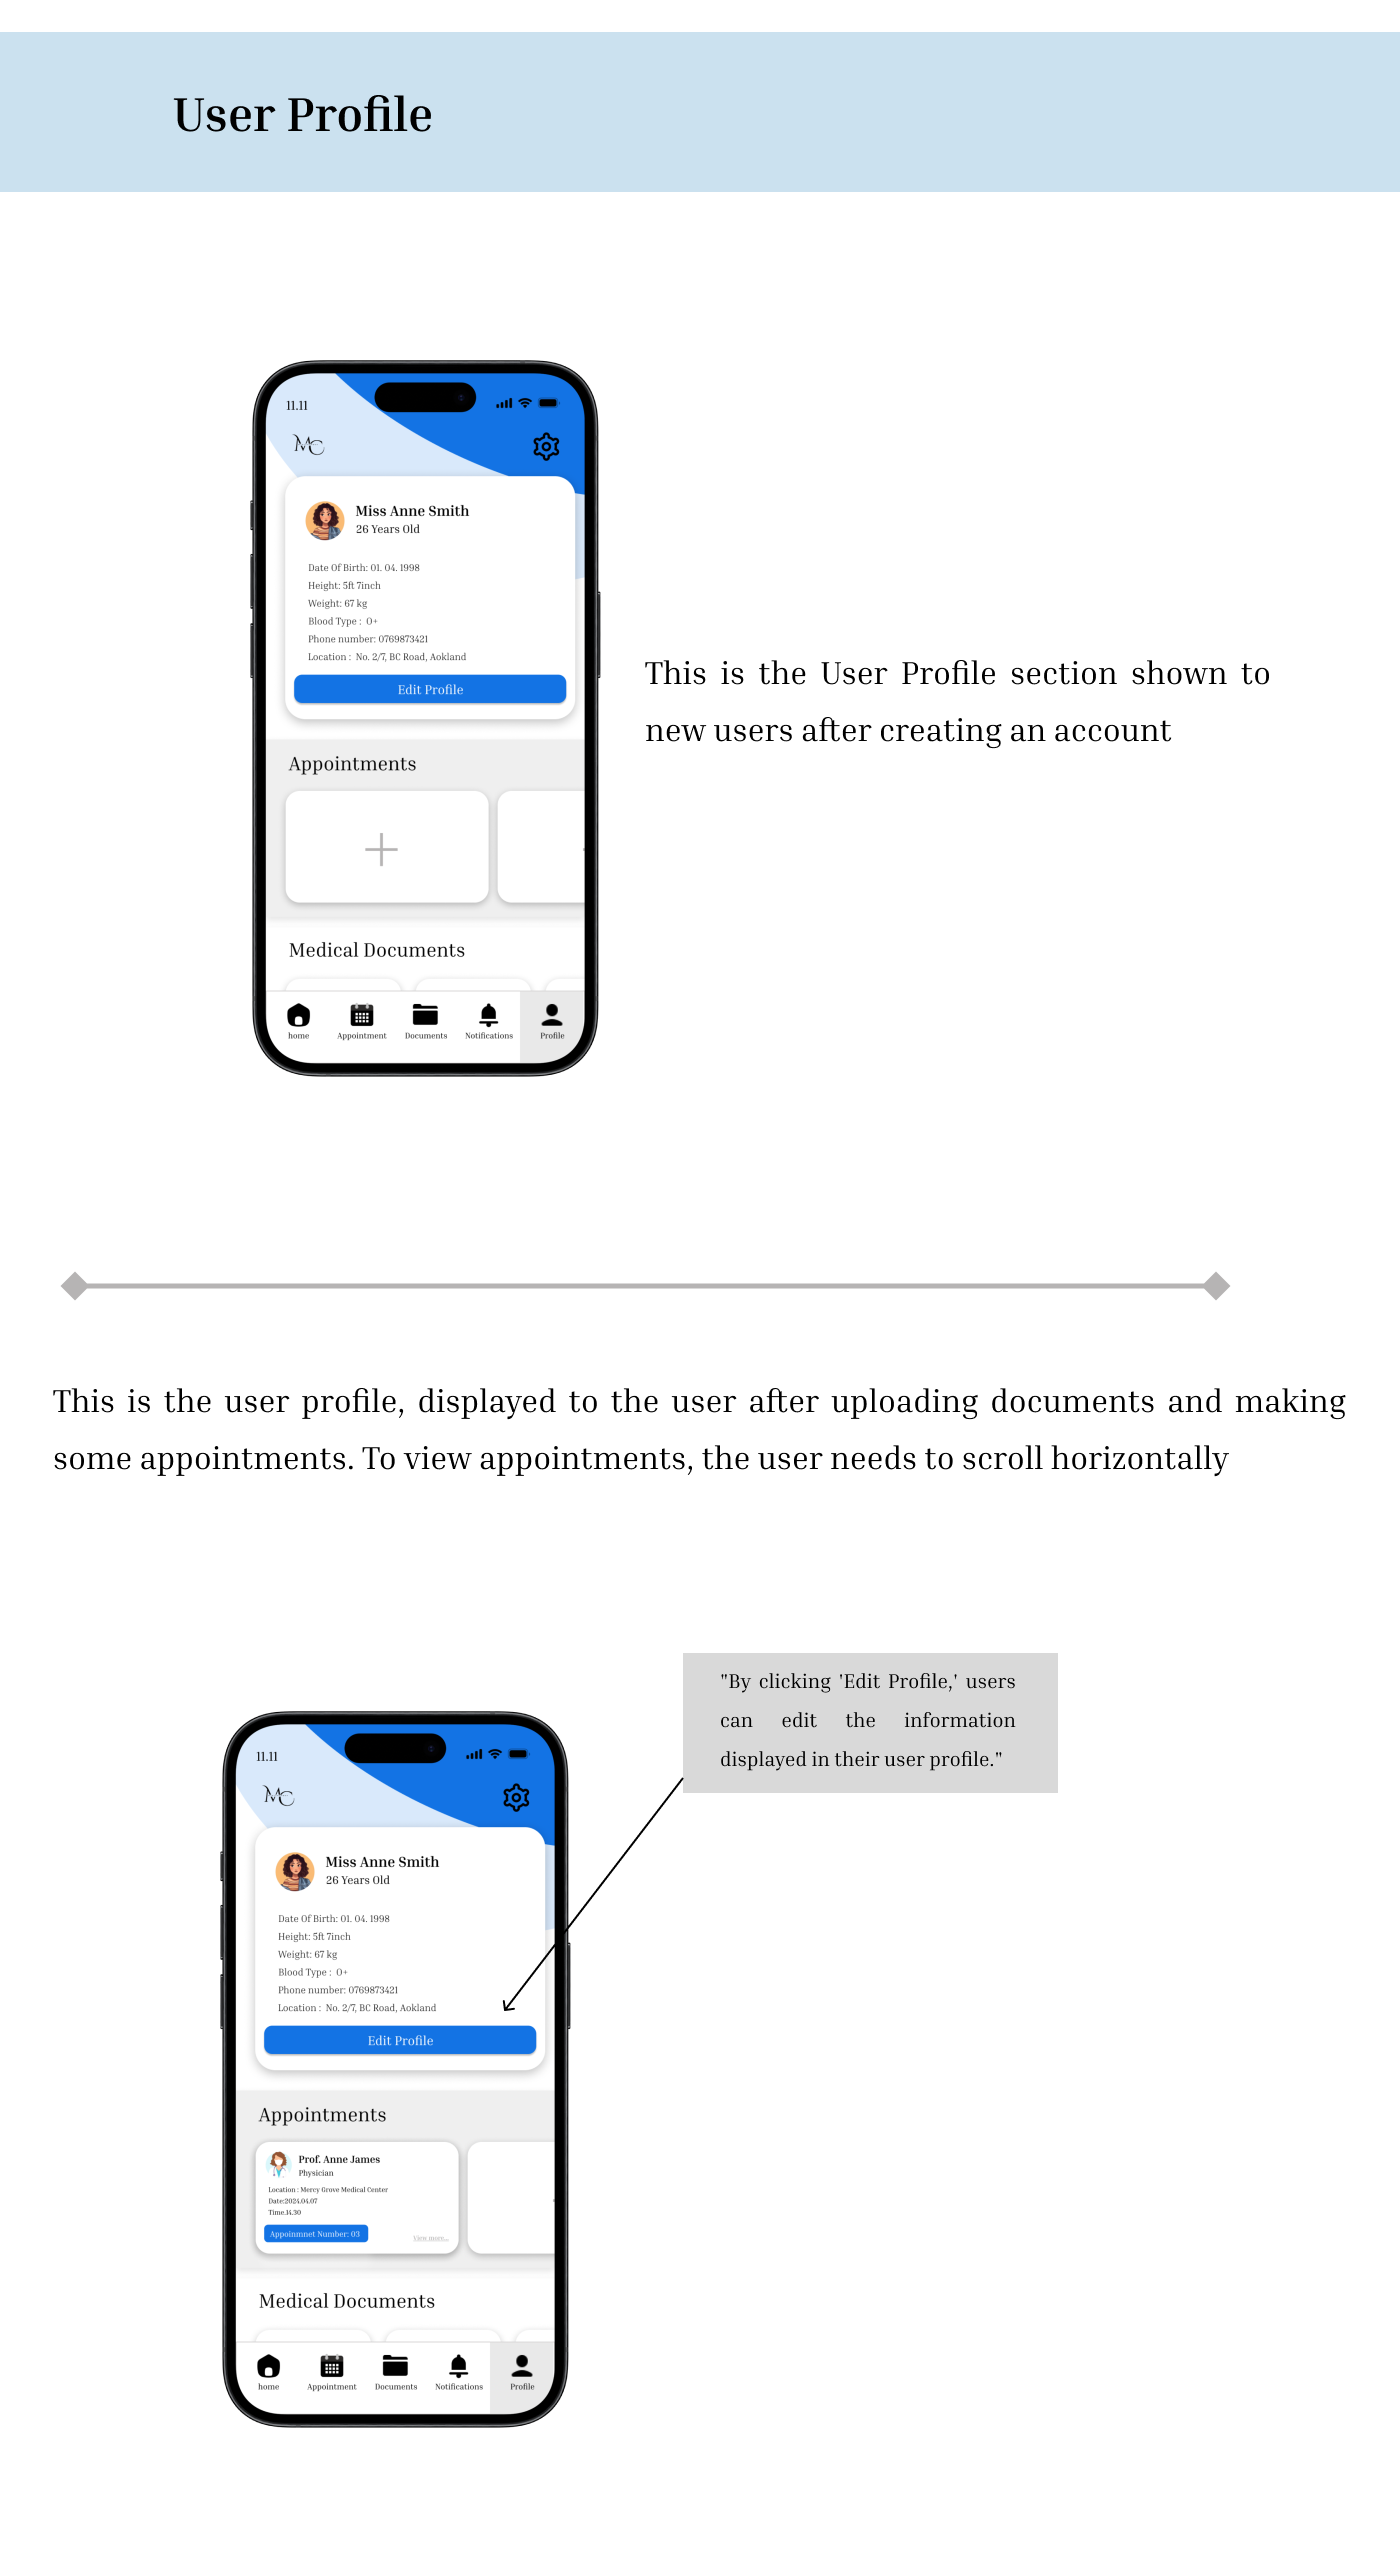 User Profile
11.11
MC
Miss Anne Smith
26 Years Old
Date Of Birth: 01. 04. 1998
Height: 5ft 7inch
Weight: 67 kg
Blood Type :  O+
Phone number: 0769873421
Location :  No. 2/7, BC Road, Aokland
Edit Profile
Appointments
Medical Documents
home Appointment Documents Notifications Profile
This is the User Profile section shown to
new users after creating an account
This is the user profile, displayed to the user after uploading documents and making
some appointments. To view appointments, the user needs to scroll horizontally
"By clicking 'Edit Profile,' users
can edit the information
displayed in their user profile."
11.11
MC
Miss Anne Smith
26 Years Old
Date Of Birth: 01. 04. 1998
Height: 5ft 7inch
Weight: 67 kg
Blood Type :  O+
Phone number: 0769873421
Location :  No. 2/7, BC Road, Aokland
Edit Profile
Appointments
Prof. Anne James
Physician
Location : Mercy Grove Medical Center
Date:2024.04.07
Time.14.30
Appoinmnet Number: 03
View more...
Medical Documents
home Appointment Documents Notifications Profile